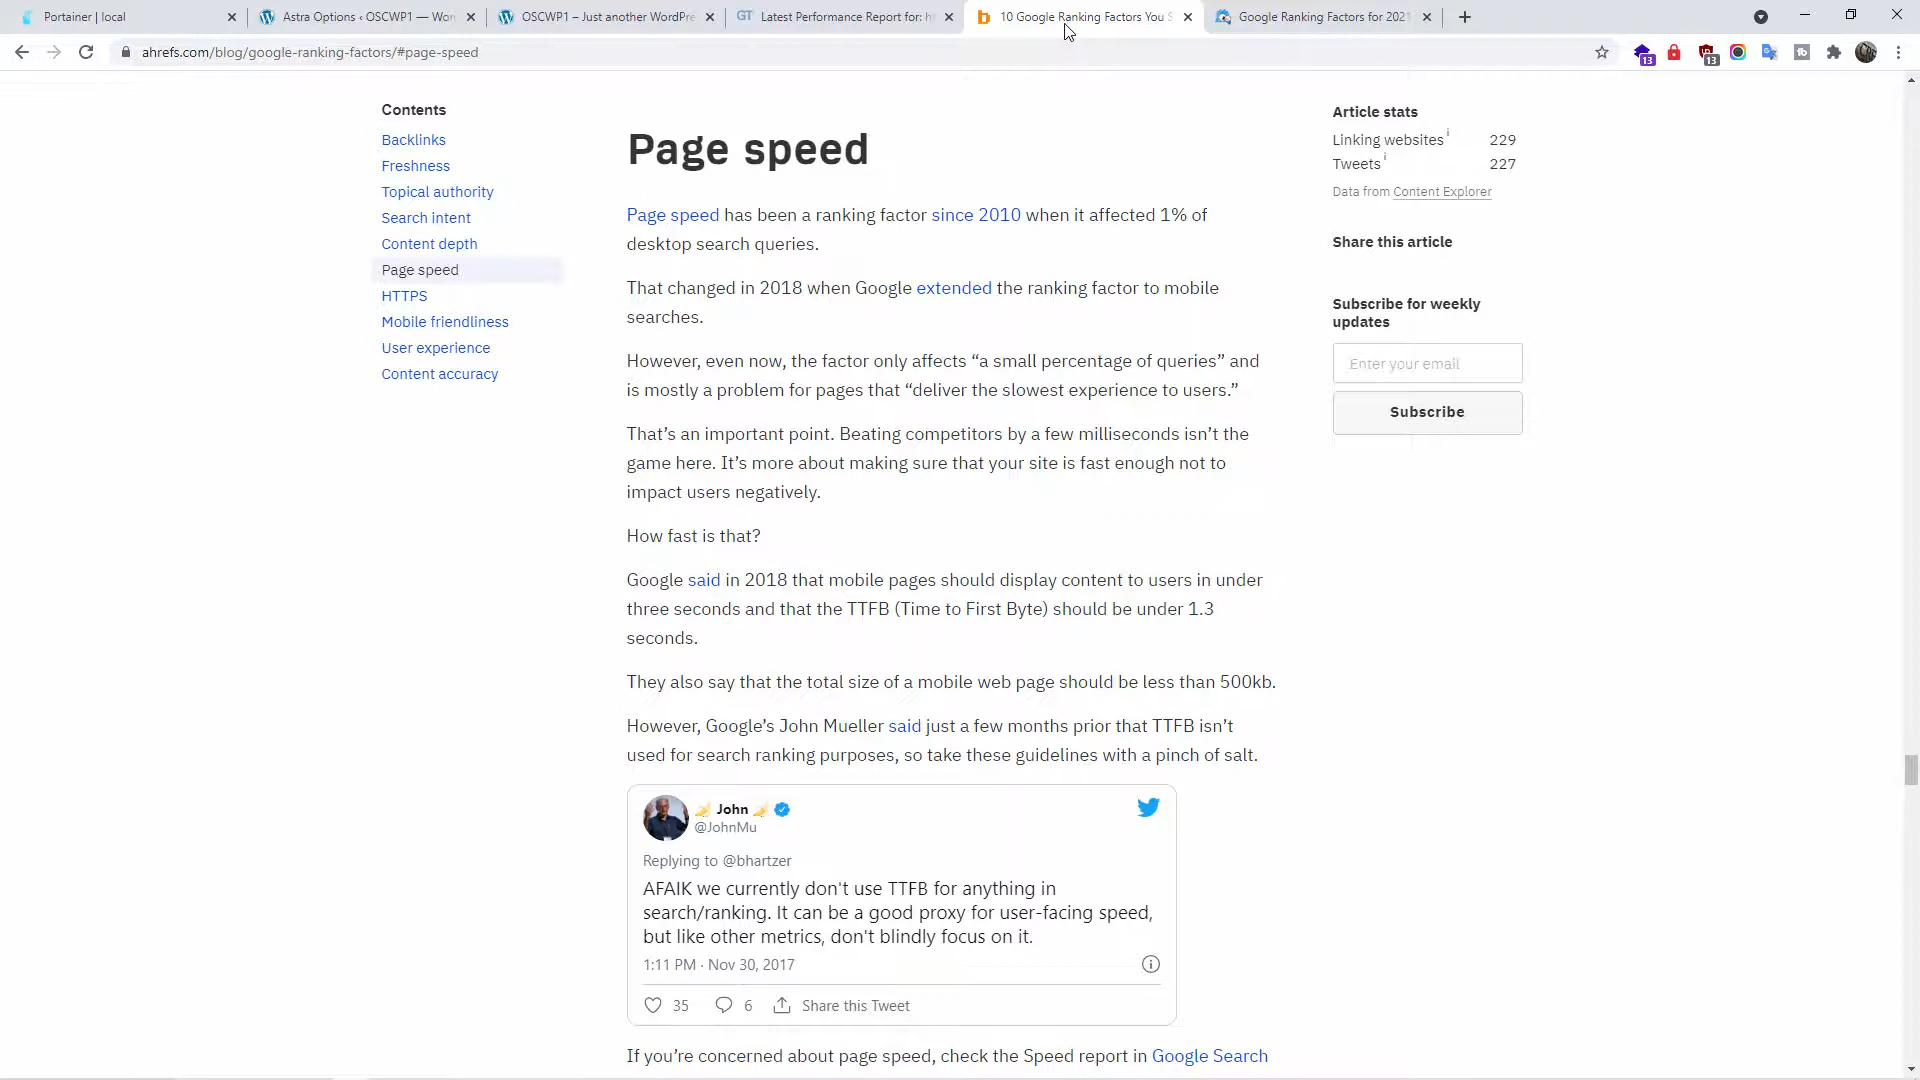 Portainer | local
Astra Options ‹ OSCWP1 — Wor
OSCWP1 – Just another WordPre
GT Latest Performance Report for: h
10 Google Ranking Factors You S
Google Ranking Factors for 2021
ahrefs.com/blog/google-ranking-factors/#page-speed
13
13
Contents
Backlinks
Freshness
Topical authority
Search intent
Content depth
Page speed
HTTPS
Mobile friendliness
User experience
Content accuracy
Page speed
Page speed has been a ranking factor since 2010 when it affected 1% of
desktop search queries.
That changed in 2018 when Google extended the ranking factor to mobile
searches.
However, even now, the factor only affects “a small percentage of queries” and
is mostly a problem for pages that “deliver the slowest experience to users.”
That’s an important point. Beating competitors by a few milliseconds isn’t the
game here. It’s more about making sure that your site is fast enough not to
impact users negatively.
How fast is that?
Google said in 2018 that mobile pages should display content to users in under
three seconds and that the TTFB (Time to First Byte) should be under 1.3
seconds.
They also say that the total size of a mobile web page should be less than 500kb.
However, Google’s John Mueller said just a few months prior that TTFB isn’t
used for search ranking purposes, so take these guidelines with a pinch of salt.
John
@JohnMu
Replying to @bhartzer
AFAIK we currently don't use TTFB for anything in
search/ranking. It can be a good proxy for user-facing speed,
but like other metrics, don't blindly focus on it.
1:11 PM · Nov 30, 2017
35 6 Share this Tweet
If you’re concerned about page speed, check the Speed report in Google Search
Article stats
Linking websites i 229
Tweets i 227
Data from Content Explorer
Share this article
Subscribe for weekly
updates
Enter your email
Subscribe